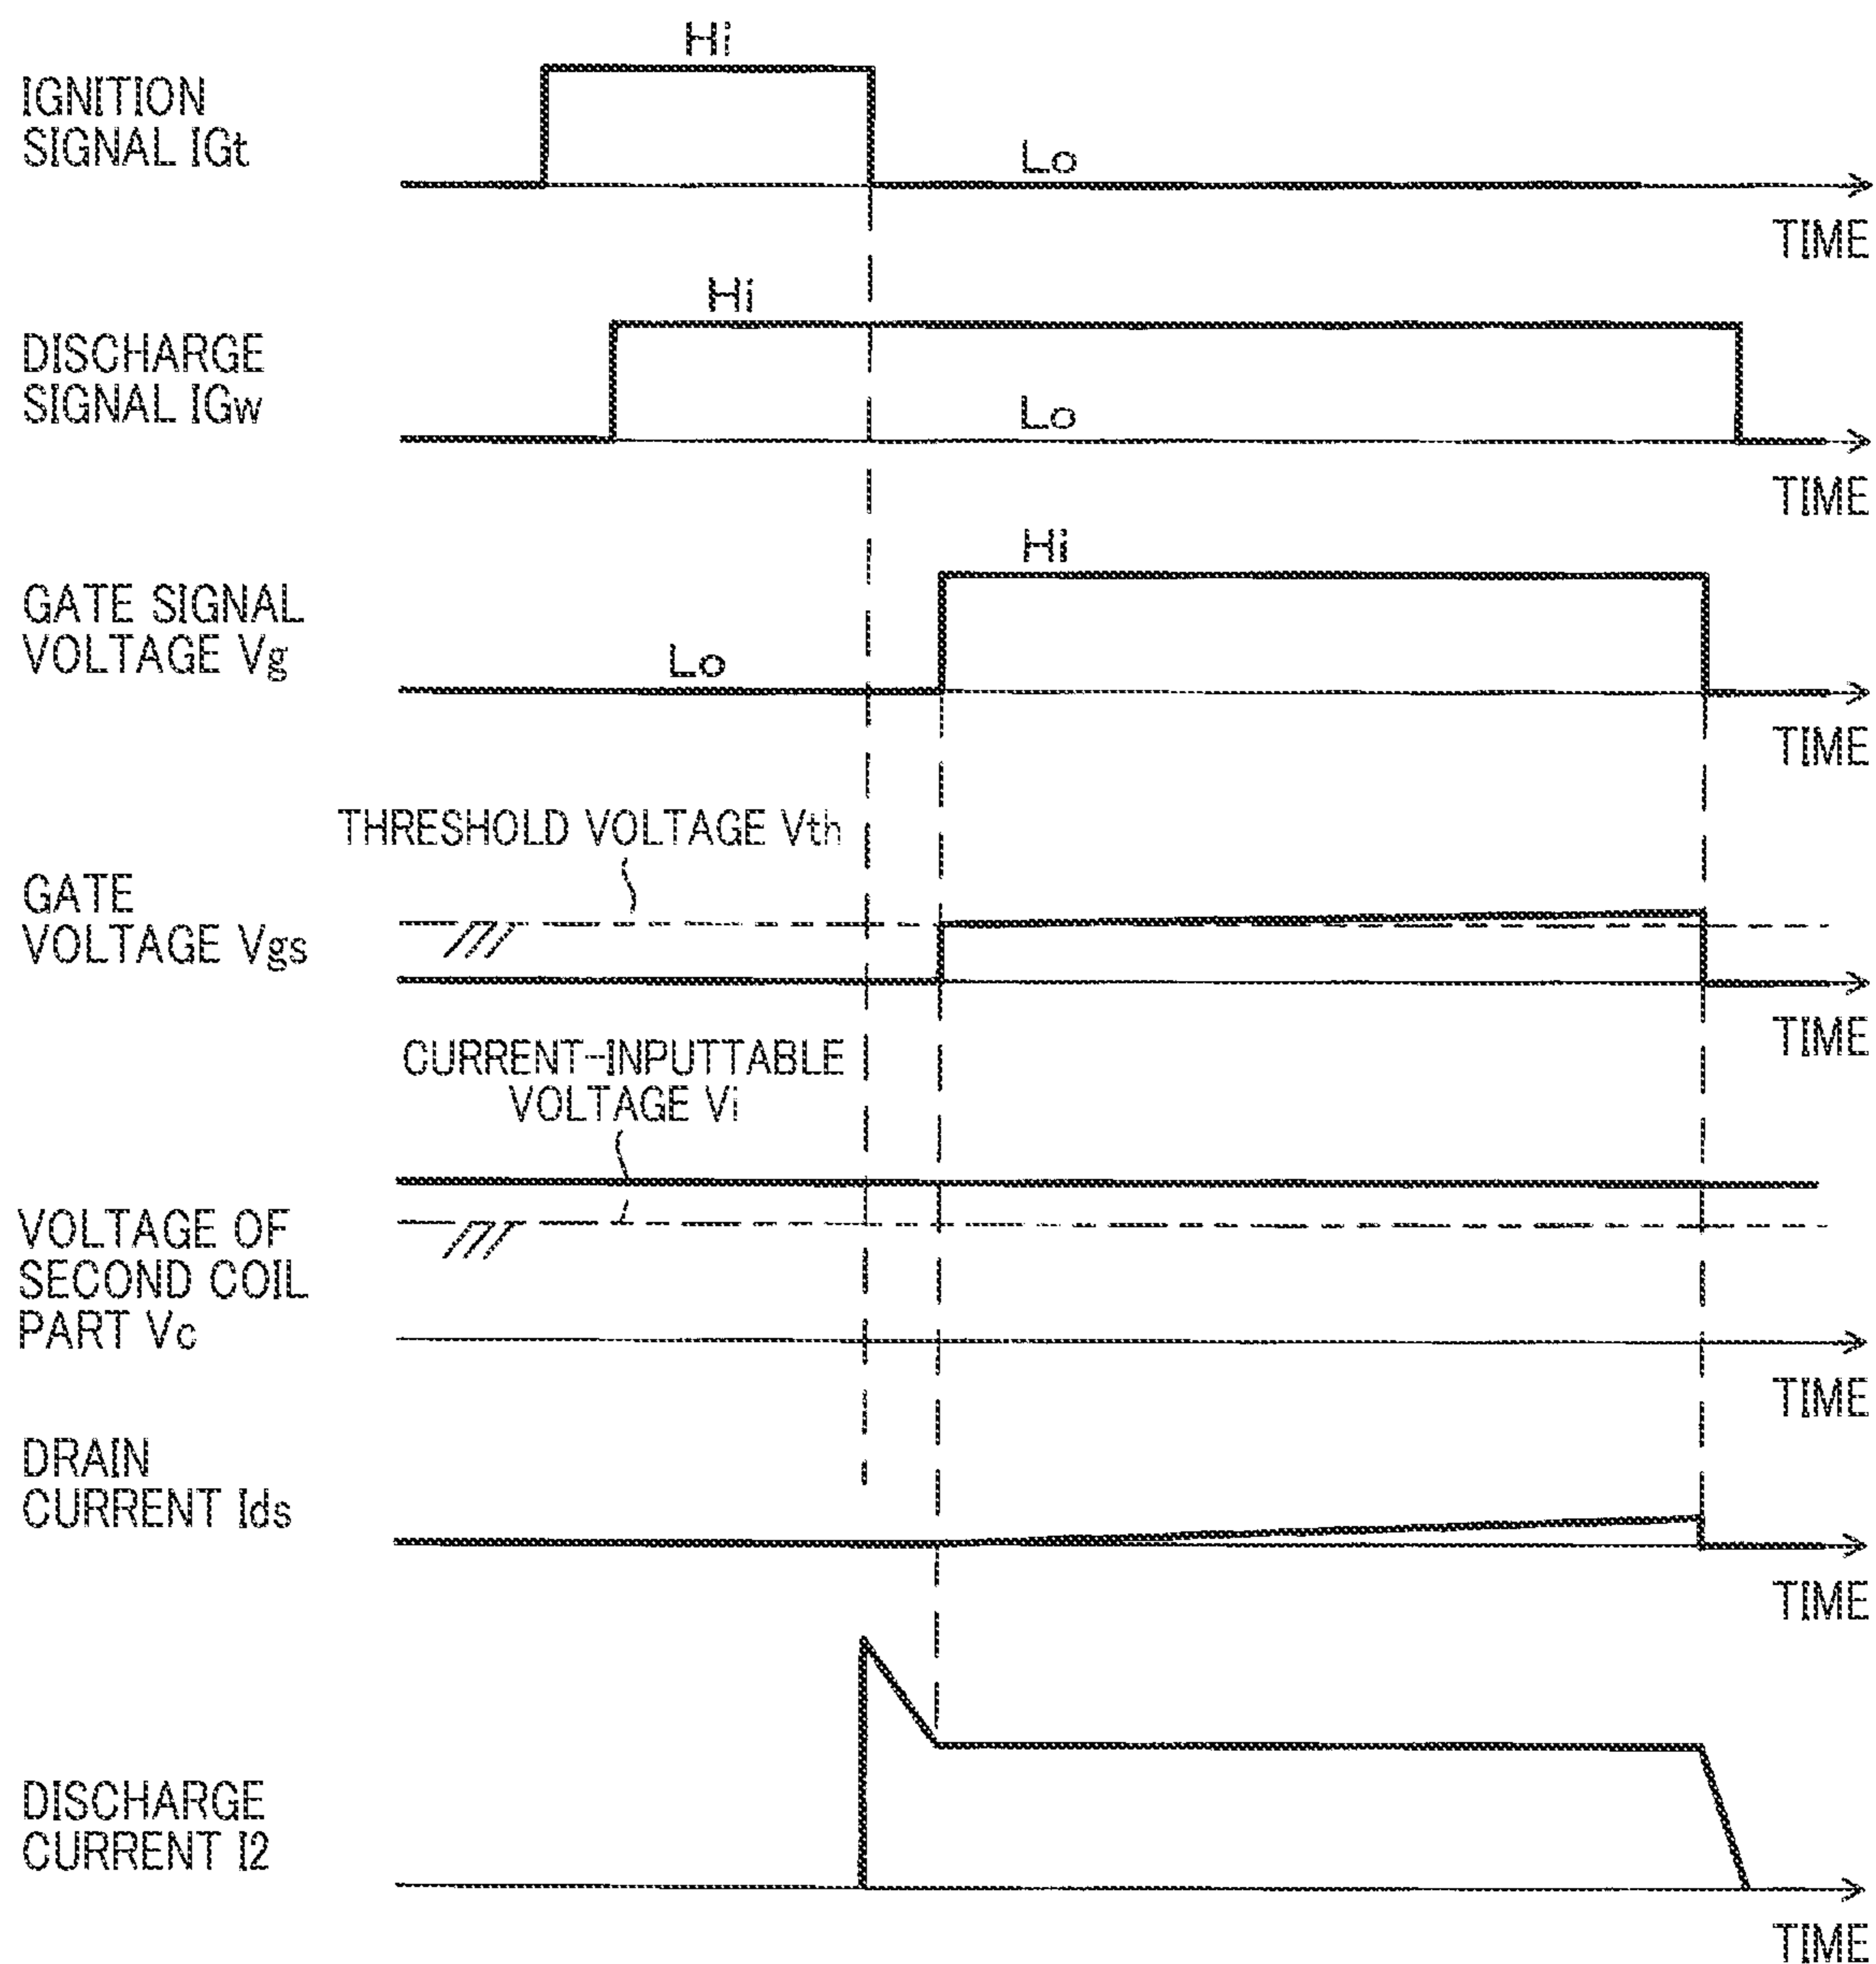 Hi
IGNITION
SIGNAL IGt
Lo
TIME
Hi
DISCHARGE
SIGNAL IGw
Lo
TIME
Hi
GATE SIGNAL
VOLTAGE Vg
Lo
TIME
THRESHOLD VOLTAGE Vth
GATE
VOLTAGE Vgs
TIME
CURRENT-INPUTTABLE
VOLTAGE Vi
VOLTAGE OF
SECOND COIL
PART Vc
TIME
DRAIN
CURRENT Ids
TIME
DISCHARGE
CURRENT I2
TIME